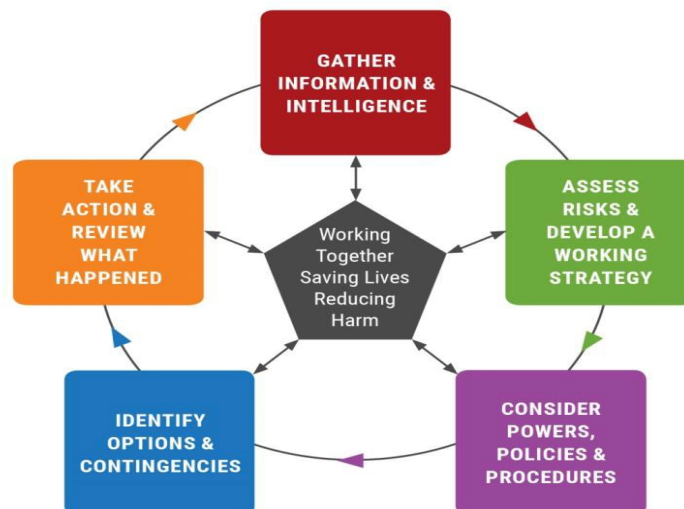 GATHER
INFORMATION &
INTELLIGENCE
ASSESS
RISKS &
DEVELOP A
WORKING
STRATEGY
CONSIDER
POWERS,
POLICIES &
PROCEDURES
IDENTIFY
OPTIONS &
CONTINGENCIES
TAKE
ACTION &
REVIEW
WHAT
HAPPENED
Working
Together
Saving Lives
Reducing
Harm